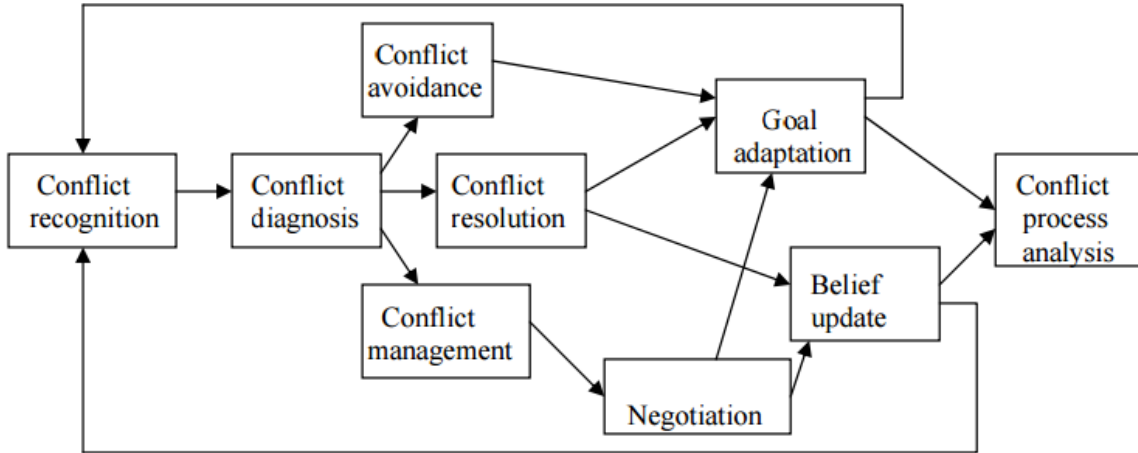 Conflict
avoidance
Goal
adaptation
Conflict
recognition
Conflict
diagnosis
Conflict
resolution
Conflict
process
analysis
Belief
update
Conflict
management
Negotiation